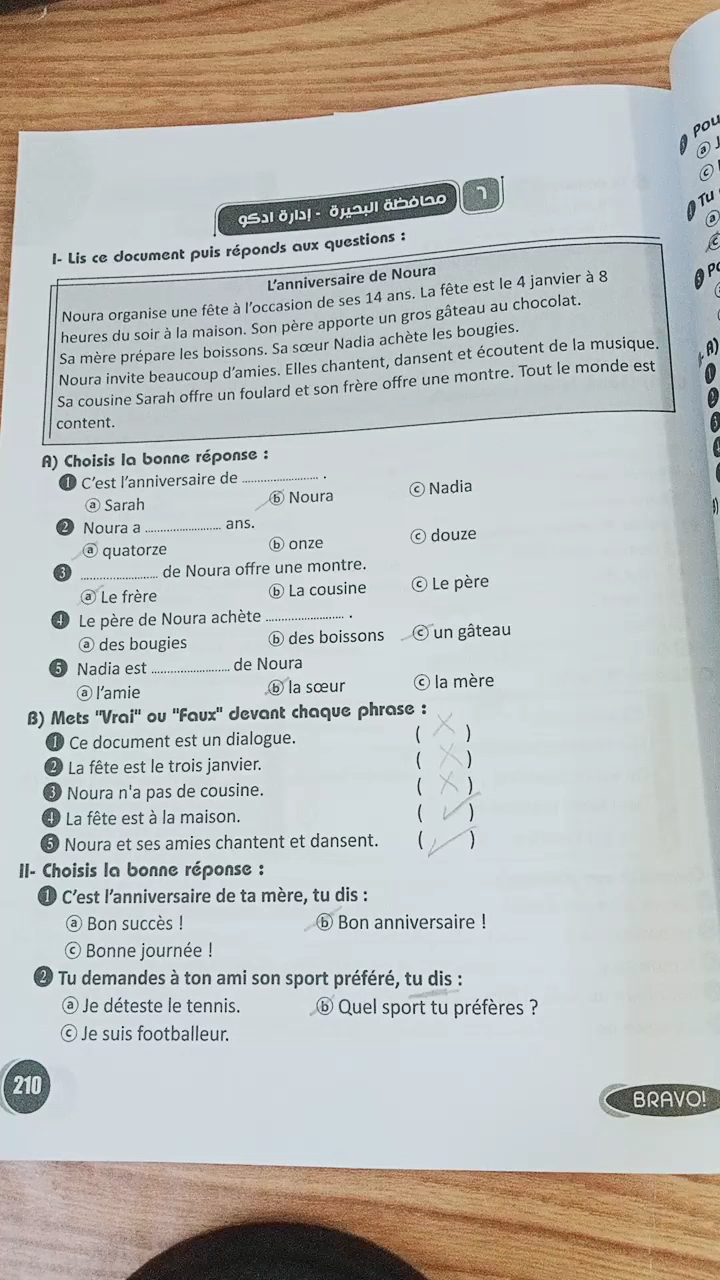 ٦ محافظة البحيرة - إدارة ادكو
I- Lis ce document puis réponds aux questions :
L'anniversaire de Noura
Noura organise une fête à l'occasion de ses 14 ans. La fête est le 4 janvier à 8
heures du soir à la maison. Son père apporte un gros gâteau au chocolat.
Sa mère prépare les boissons. Sa sœur Nadia achète les bougies.
Noura invite beaucoup d'amies. Elles chantent, dansent et écoutent de la musique.
Sa cousine Sarah offre un foulard et son frère offre une montre. Tout le monde est
content.
A) Choisis la bonne réponse :
1 C'est l'anniversaire de .................... .
a Sarah b Noura c Nadia
2 Noura a .................... ans.
a quatorze b onze c douze
3 .................... de Noura offre une montre.
a Le frère b La cousine c Le père
4 Le père de Noura achète .................... .
a des bougies b des boissons c un gâteau
5 Nadia est .................... de Noura
a l'amie b la sœur c la mère
B) Mets "Vrai" ou "Faux" devant chaque phrase :
1 Ce document est un dialogue. ( ✗ )
2 La fête est le trois janvier. ( ✗ )
3 Noura n'a pas de cousine. ( ✗ )
4 La fête est à la maison. ( ✓ )
5 Noura et ses amies chantent et dansent. ( ✓ )
II- Choisis la bonne réponse :
1 C'est l'anniversaire de ta mère, tu dis :
a Bon succès ! b Bon anniversaire !
c Bonne journée !
2 Tu demandes à ton ami son sport préféré, tu dis :
a Je déteste le tennis. b Quel sport tu préfères ?
c Je suis footballeur.
210
BRAVO!
Pou
a J
c
Tu
a
c
A)